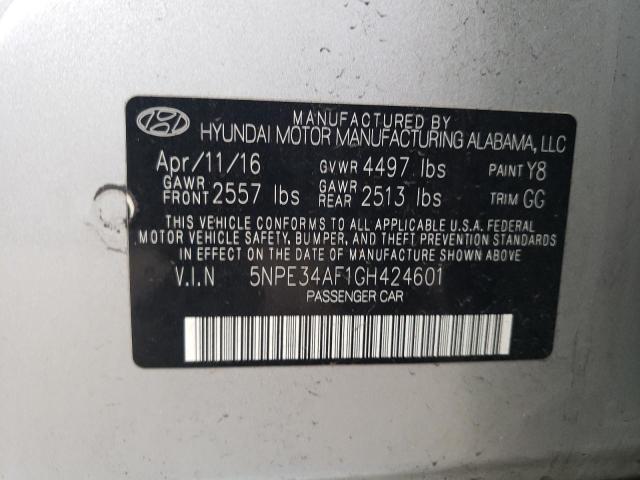 MANUFACTURED BY
HYUNDAI MOTOR MANUFACTURING ALABAMA, LLC
Apr/11/16 GVWR 4497 lbs PAINT Y8
GAWR FRONT 2557 lbs GAWR REAR 2513 lbs TRIM GG
THIS VEHICLE CONFORMS TO ALL APPLICABLE U.S.A. FEDERAL
MOTOR VEHICLE SAFETY, BUMPER, AND THEFT PREVENTION STANDARDS
IN EFFECT ON THE DATE OF MANUFACTURE SHOWN ABOVE.
V.I.N 5NPE34AF1GH424601
PASSENGER CAR